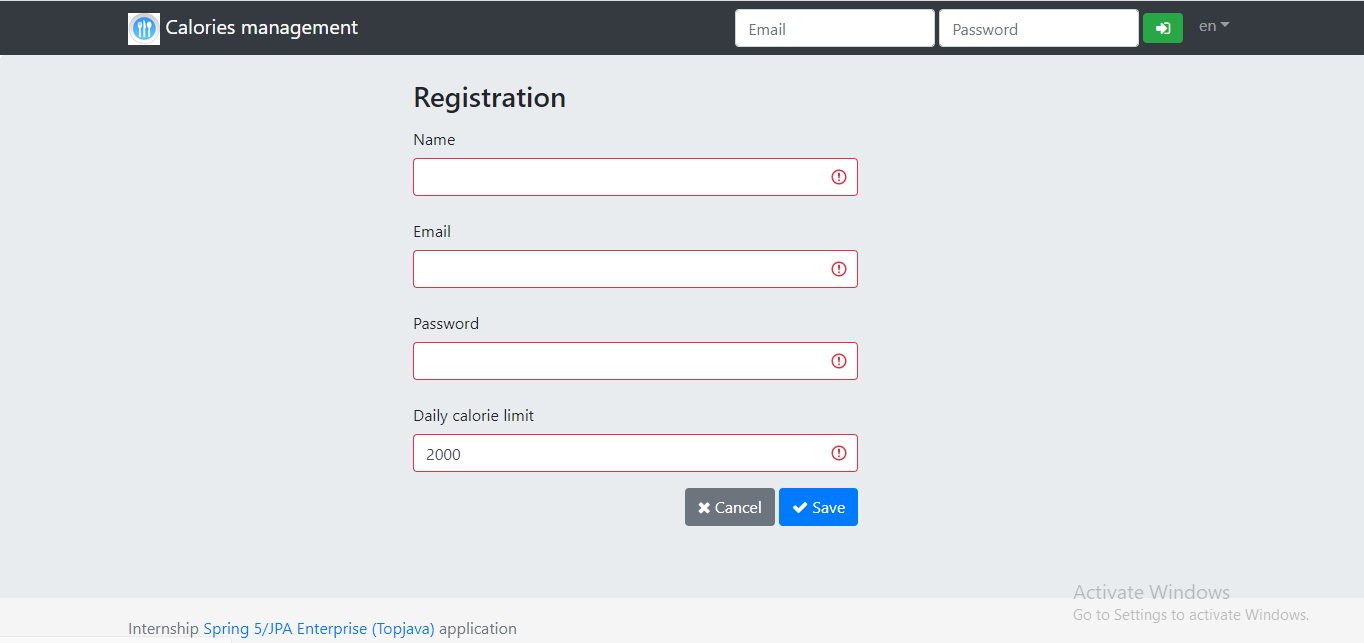 Calories management
Email
Password
en
Registration
Name
Email
Password
Daily calorie limit
2000
Cancel
Save
Activate Windows
Go to Settings to activate Windows.
Internship Spring 5/JPA Enterprise (Topjava) application